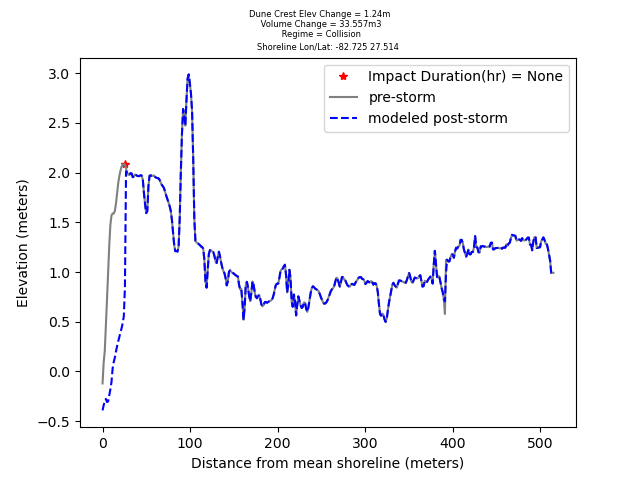 Dune Crest Elev Change = 1.24m
Volume Change = 33.557m3
Regime = Collision
Shoreline Lon/Lat: -82.725 27.514
Impact Duration(hr) = None
pre-storm
modeled post-storm
3.0
2.5
2.0
1.5
1.0
0.5
0.0
−0.5
Elevation (meters)
0 100 200 300 400 500
Distance from mean shoreline (meters)